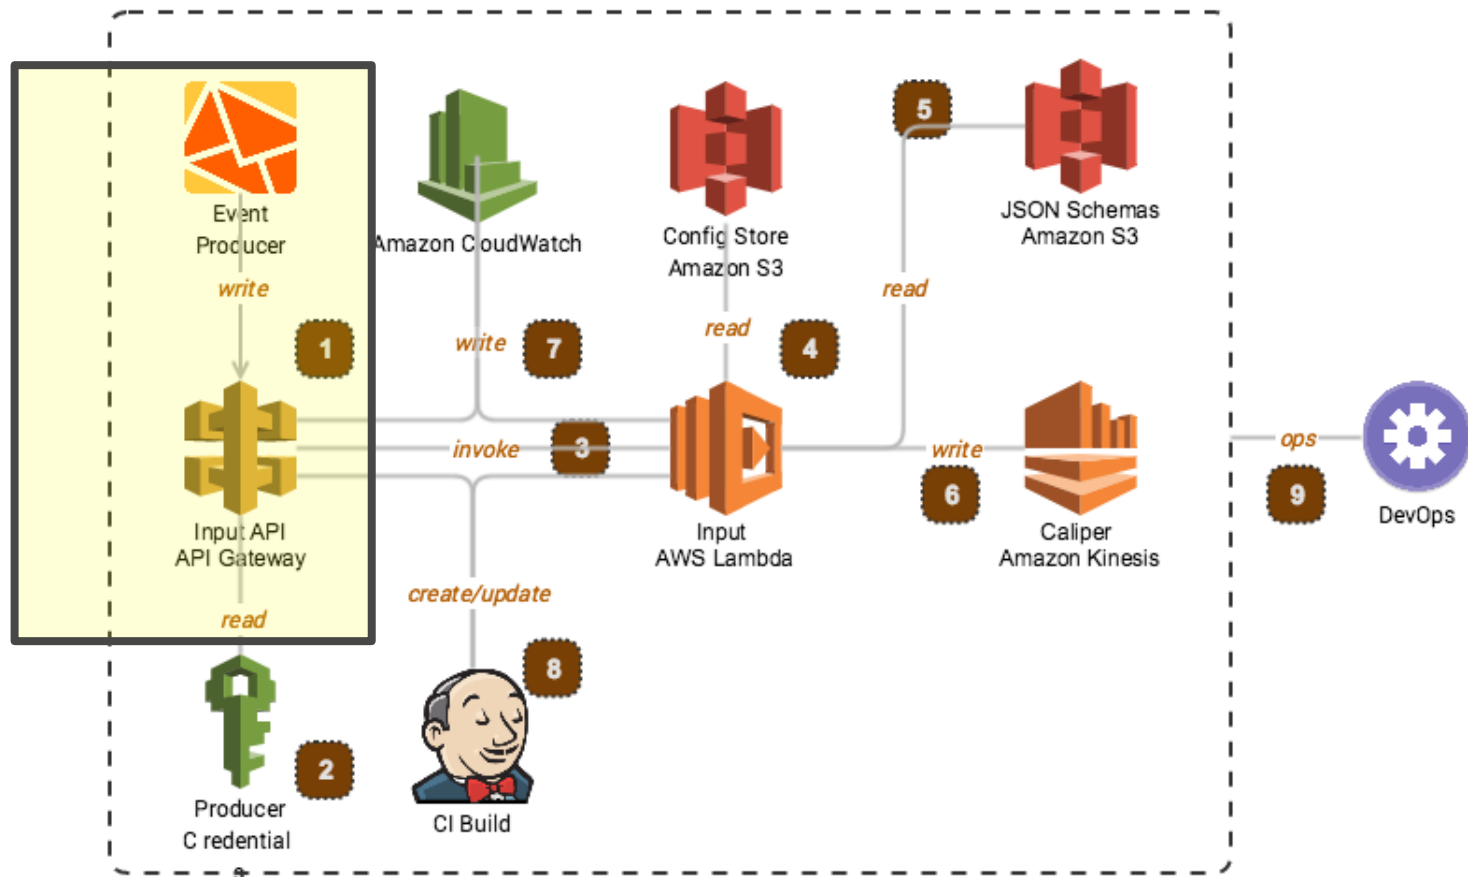 5
Event
Producer
Amazon CloudWatch
Config Store
Amazon S3
JSON Schemas
Amazon S3
write
read
1
write
7
read
4
invoke
3
write
6
ops
9
DevOps
Input API
API Gateway
Input
AWS Lambda
Caliper
Amazon Kinesis
create/update
read
8
2
Producer
C redential
s
CI Build